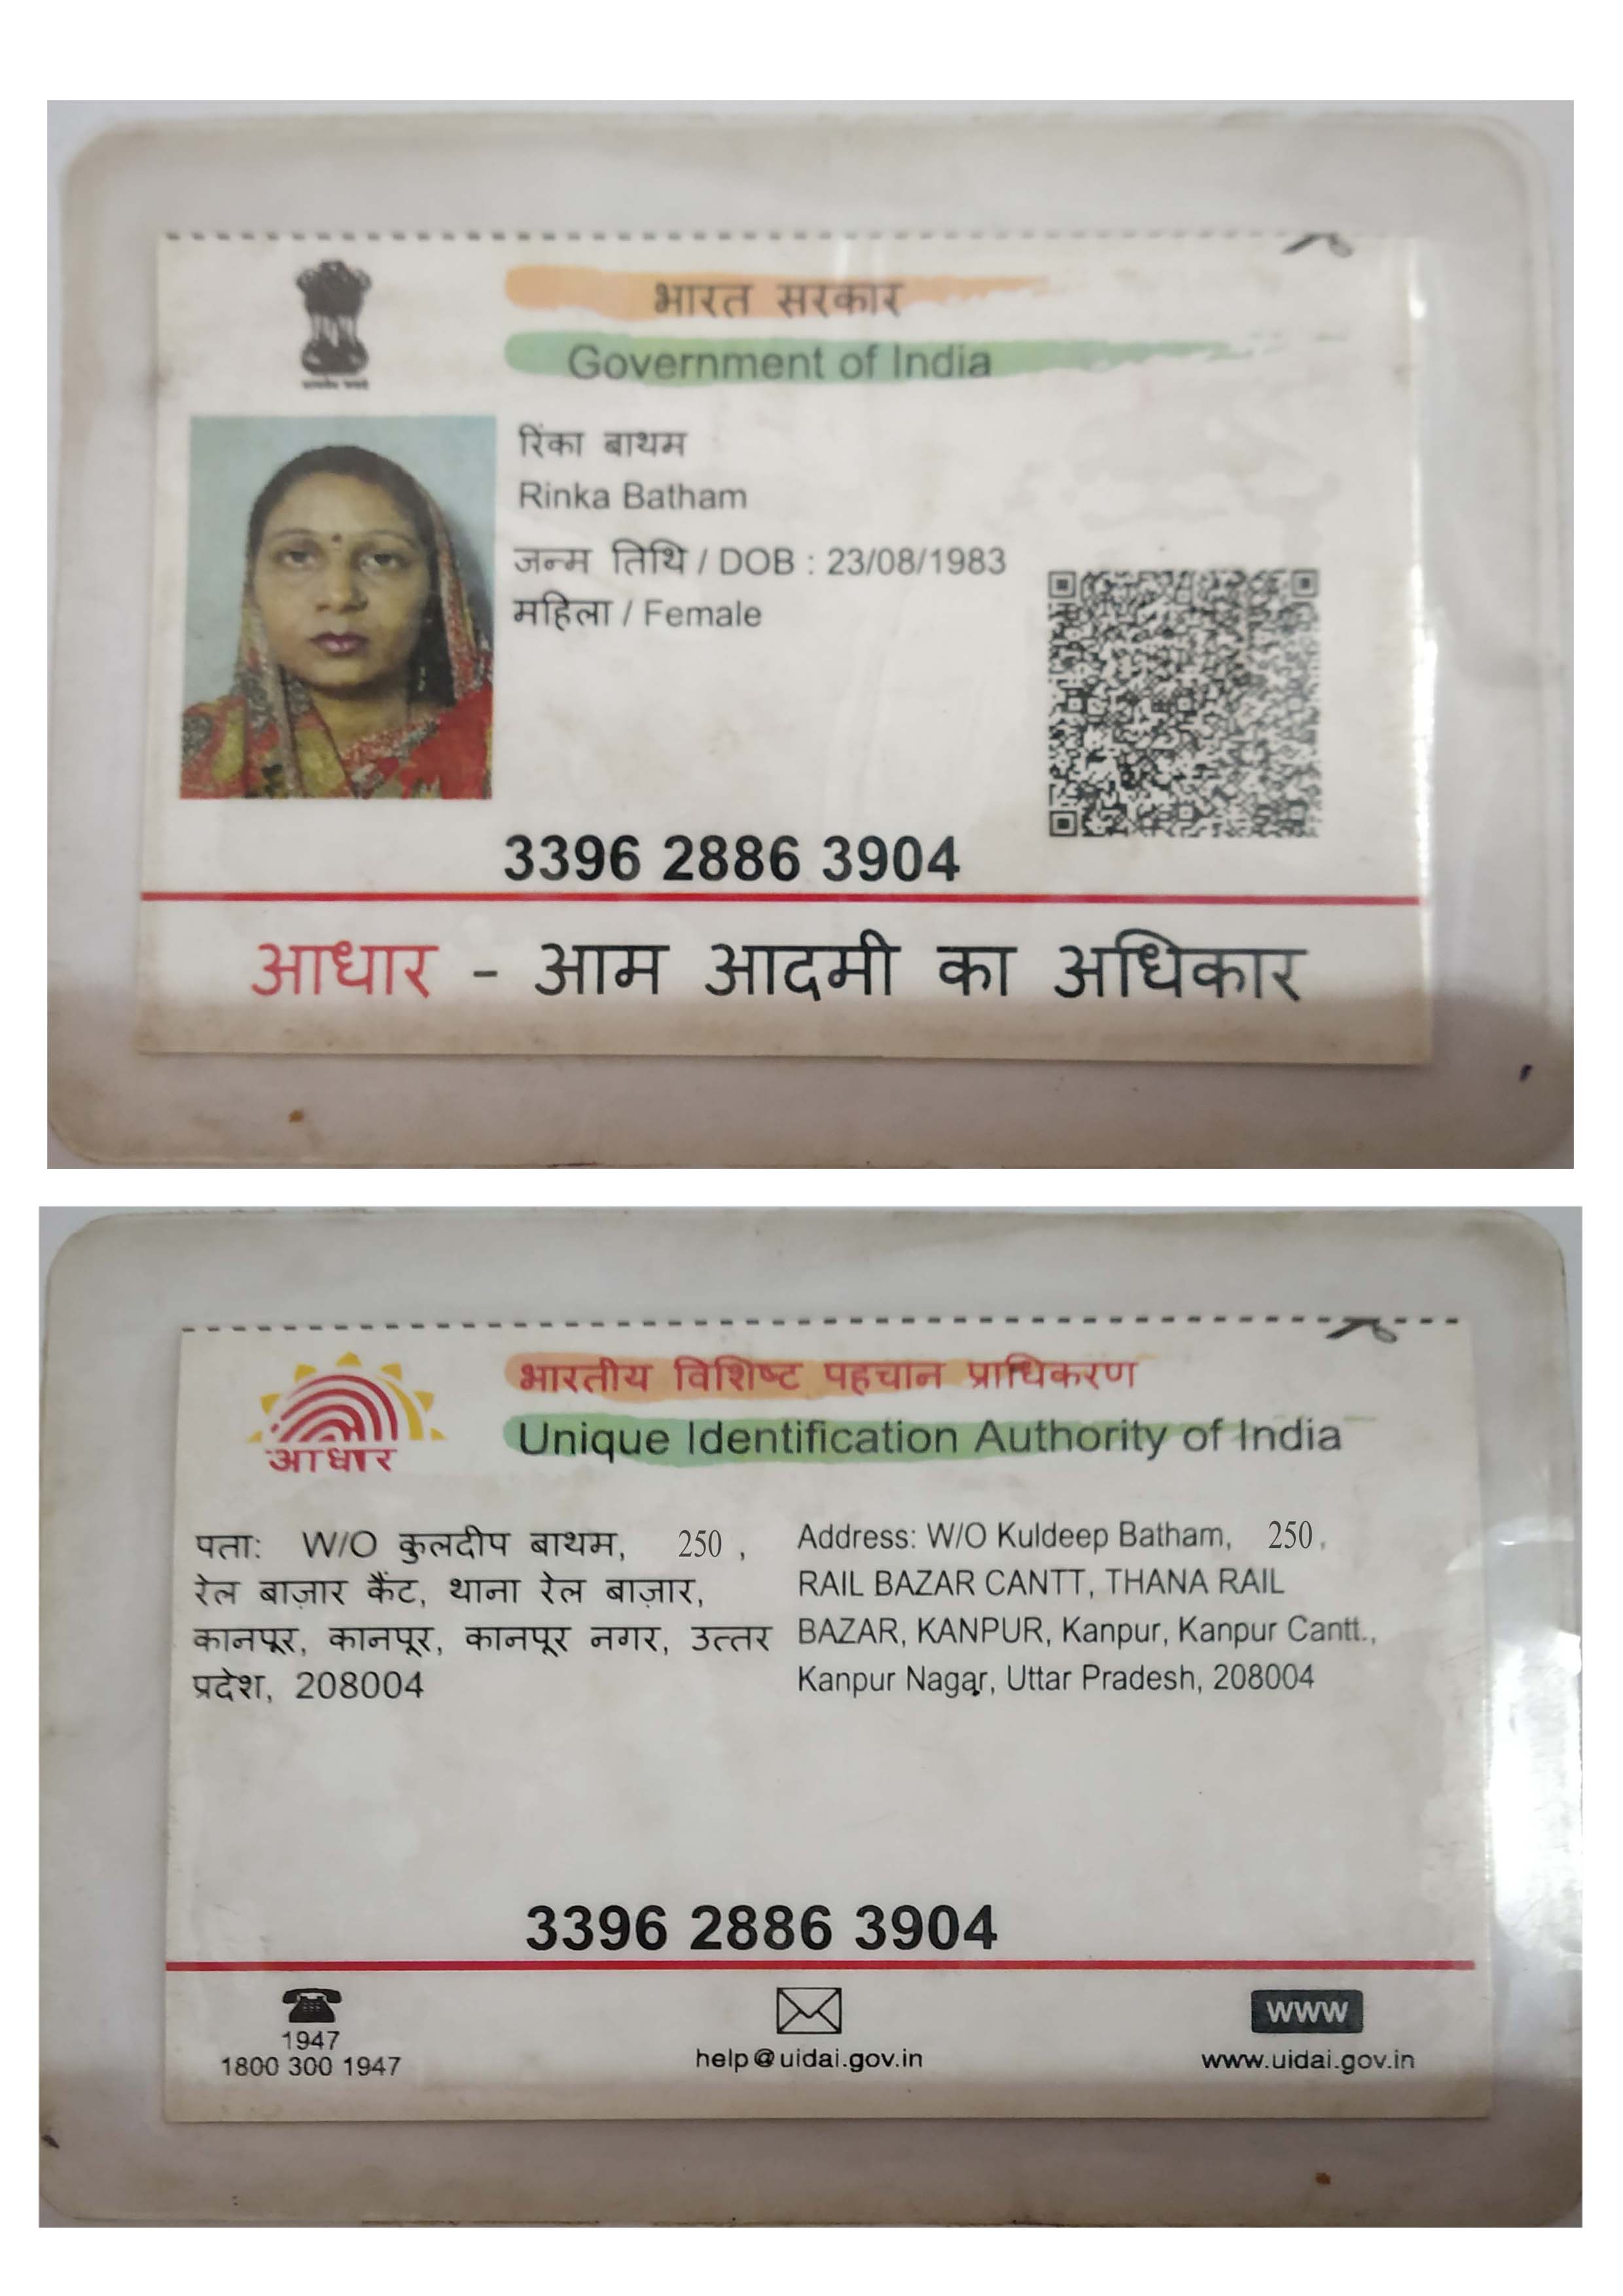 भारत सरकार
Government of India
रिंका बाथम
Rinka Batham
जन्म तिथि / DOB : 23/08/1983
महिला / Female
3396 2886 3904
आधार - आम आदमी का अधिकार
भारतीय विशिष्ट पहचान प्राधिकरण
Unique Identification Authority of India
आधार
पता: W/O कुलदीप बाथम, 250 ,
रेल बाज़ार कैंट, थाना रेल बाज़ार,
कानपूर, कानपूर, कानपूर नगर, उत्तर
प्रदेश, 208004
Address: W/O Kuldeep Batham, 250 ,
RAIL BAZAR CANTT, THANA RAIL
BAZAR, KANPUR, Kanpur, Kanpur Cantt.,
Kanpur Nagar, Uttar Pradesh, 208004
3396 2886 3904
1947
1800 300 1947
help@uidai.gov.in
www
www.uidai.gov.in